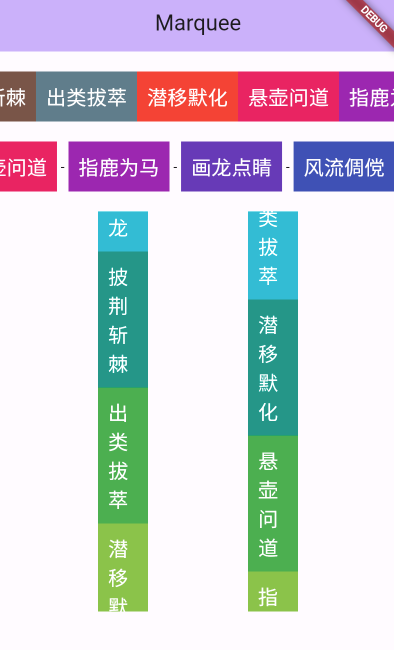 Marquee
DEBUG
斩棘 出类拔萃 潜移默化 悬壶问道 指鹿为
壶问道 - 指鹿为马 - 画龙点睛 - 风流倜傥
龙
披荆斩棘
出类拔萃
潜移默
类拔萃
潜移默化
悬壶问道
指